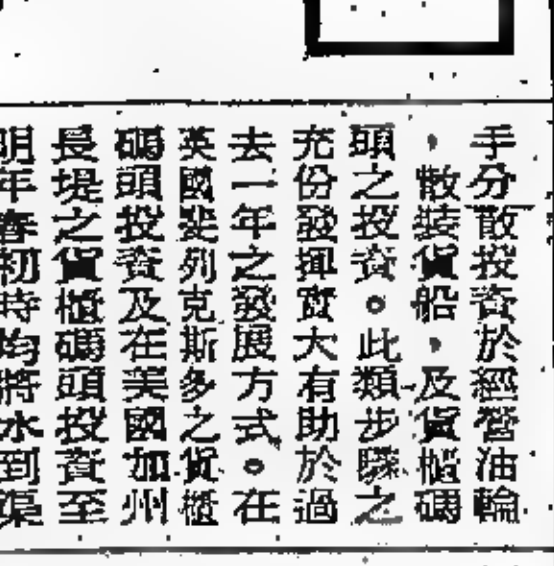 手分散投資於經營油輪
，散裝貨船，及貨櫃碼
頭之投資。此類步驟之
充份發揮實大有助於過
去一年之發展方式。在
英國斐列克斯多之貨櫃
碼頭投資及在美國加州
長堤之貨櫃碼頭投資至
明年春初時均將水到渠